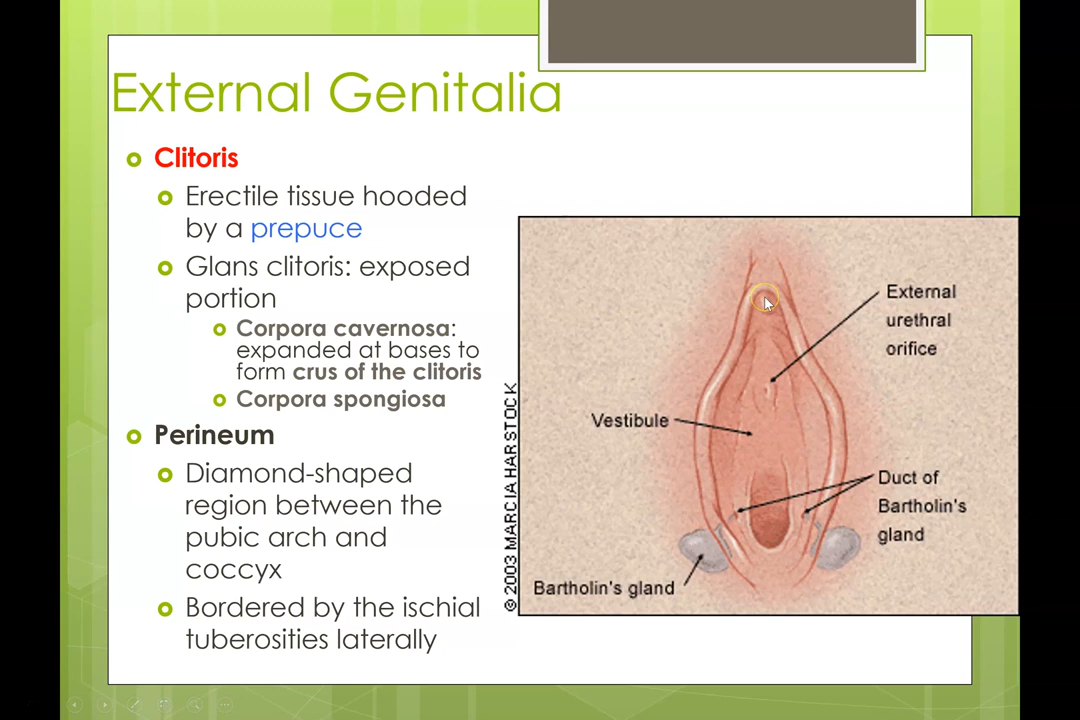 External Genitalia
Clitoris
Erectile tissue hooded
by a prepuce
Glans clitoris: exposed
portion
Corpora cavernosa:
expanded at bases to
form crus of the clitoris
Corpora spongiosa
Perineum
Diamond-shaped
region between the
pubic arch and
coccyx
Bordered by the ischial
tuberosities laterally
External
urethral
orifice
Vestibule
Duct of
Bartholin's
gland
Bartholin's gland
© 2003 MARCIA HARTSTOCK